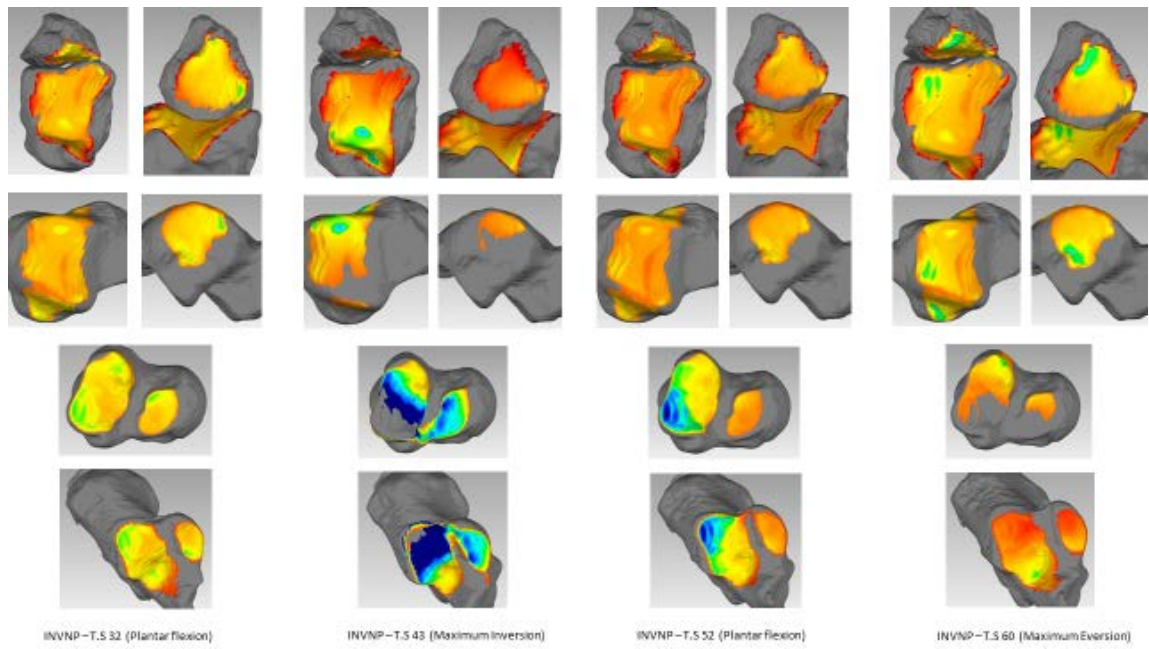 INVNP–T.S 32 (Plantar flexion)
INVNP–T.S 43 (Maximum Inversion)
INVNP–T.S 52 (Plantar flexion)
INVNP–T.S 60 (Maximum Eversion)